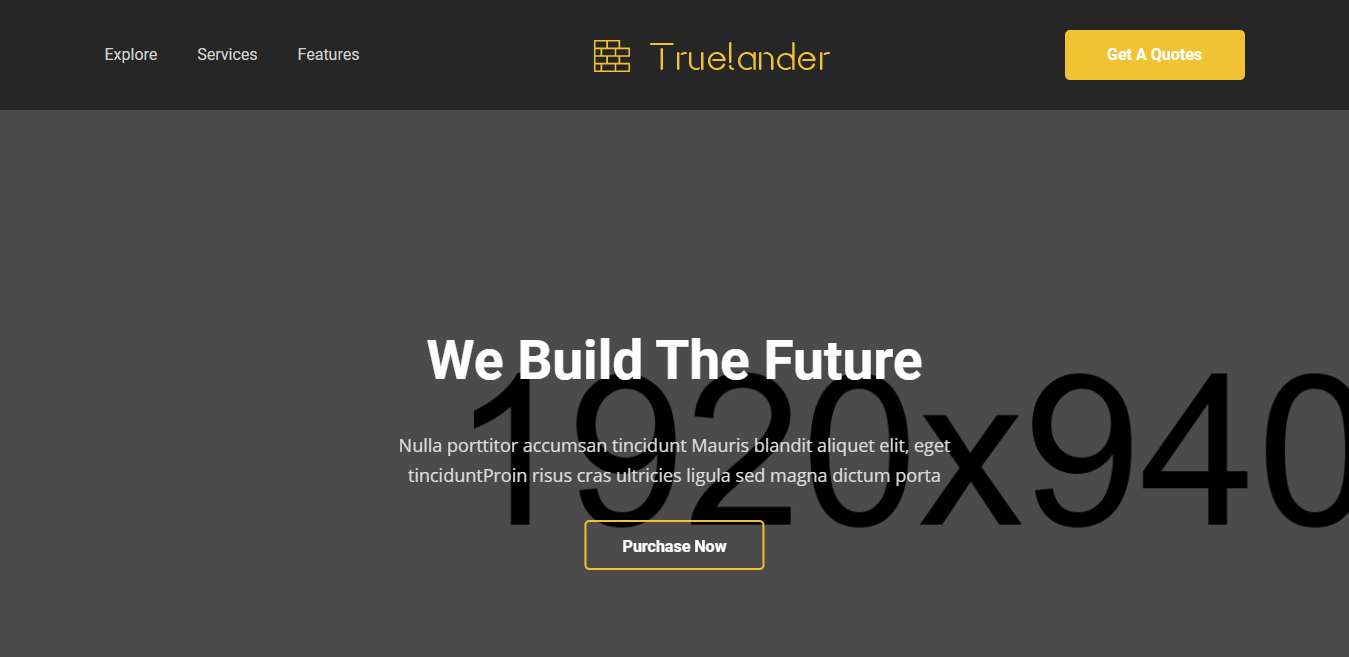 Explore Services Features Truelander Get A Quotes
We Build The Future
1920x940
Nulla porttitor accumsan tincidunt Mauris blandit aliquet elit, eget
tinciduntProin risus cras ultricies ligula sed magna dictum porta
Purchase Now